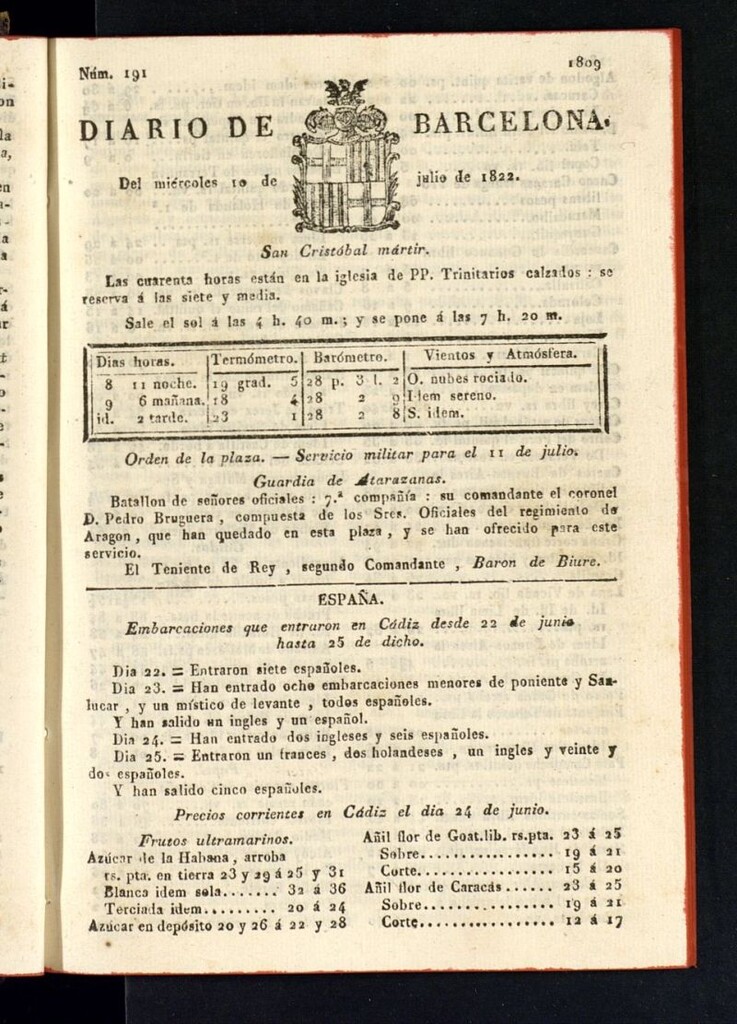 Núm. 191
1809
DIARIO DE BARCELONA.
Del miércoles 10 de julio de 1822.
San Cristóbal mártir.
Las cuarenta horas están en la iglesia de PP. Trinitarios calzados : se
reserva á las siete y media.
Sale el sol á las 4 h. 40 m. ; y se pone á las 7 h. 20 m.
Dias horas. Termómetro. Barómetro. Vientos y Atmósfera.
8 11 noche. 19 grad. 5 28 p. 3 l. 2 O. nubes rociado.
9 6 mañana. 18 4 28 2 9 Idem sereno.
id. 2 tarde. 23 1 28 2 8 S. idem.
Orden de la plaza. — Servicio militar para el 11 de julio.
Guardia de Atarazanas.
Batallon de señores oficiales : 7.ª compañía : su comandante el coronel
D. Pedro Bruguera , compuesta de los Sres. Oficiales del regimiento de
Aragon , que han quedado en esta plaza , y se han ofrecido para este
servicio.
El Teniente de Rey , segundo Comandante , Baron de Biure.
ESPAÑA.
Embarcaciones que entraron en Cádiz desde 22 de junio
hasta 25 de dicho.
Dia 22. = Entraron siete españoles.
Dia 23. = Han entrado ocho embarcaciones menores de poniente y San-
lucar , y un místico de levante , todos españoles.
Y han salido un ingles y un español.
Dia 24. = Han entrado dos ingleses y seis españoles.
Dia 25. = Entraron un frances , dos holandeses , un ingles y veinte y
dos españoles.
Y han salido cinco españoles.
Precios corrientes en Cádiz el dia 24 de junio.
Frutos ultramarinos.
Azúcar de la Habana, arroba
rs. pta. en tierra 23 y 29 á 25 y 31
Blanca idem sola....... 32 á 36
Terciada idem......... 20 á 24
Azúcar en depósito 20 y 26 á 22 y 28
Añil flor de Goat. lib. rs. pta. 23 á 25
Sobre................ 19 á 21
Corte................ 15 á 20
Añil flor de Caracás...... 23 á 25
Sobre................ 19 á 21
Corte................ 12 á 17